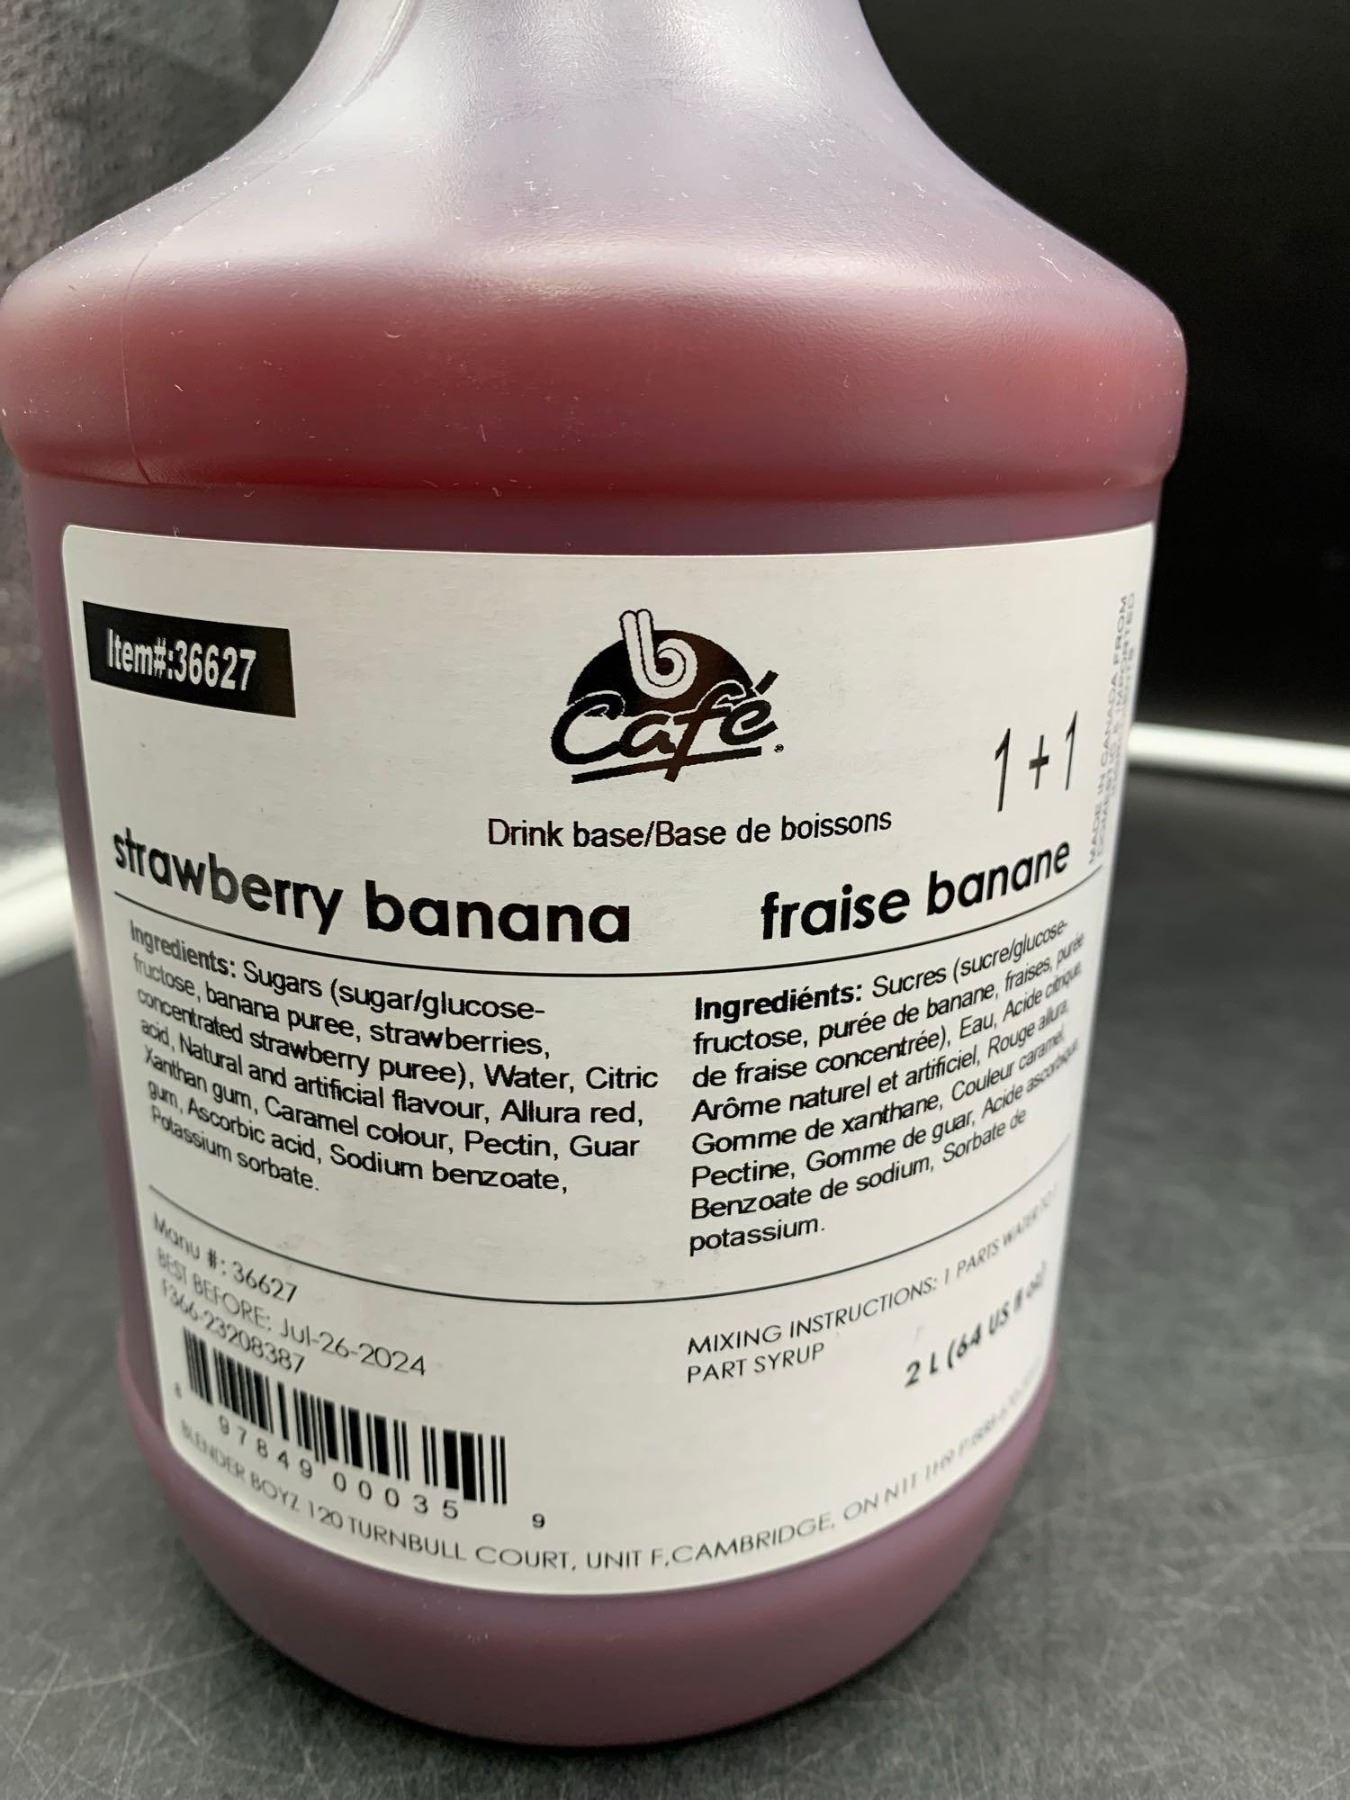 Item#:36627
b
Café
MADE IN CANADA FROM
DOMESTIC & IMPORTED
1+1
Drink base/Base de boissons
strawberry banana
fraise banane
Ingredients: Sugars (sugar/glucose-
fructose, banana puree, strawberries,
concentrated strawberry puree), Water, Citric
acid, Natural and artificial flavour, Allura red,
Xanthan gum, Caramel colour, Pectin, Guar
gum, Ascorbic acid, Sodium benzoate,
Potassium sorbate.
Ingrediénts: Sucres (sucre/glucose-
fructose, purée de banane, fraises, purée
de fraise concentrée), Eau, Acide citrique,
Arôme naturel et artificiel, Rouge allura,
Gomme de xanthane, Couleur caramel,
Pectine, Gomme de guar, Acide ascorbique
Benzoate de sodium, Sorbate de
potassium.
Manu #: 36627
BEST BEFORE: Jul-26-2024
F366-23208387
97849 00035 9
MIXING INSTRUCTIONS: 1 PARTS WATER TO
PART SYRUP
2 L (64 US fl oz)
BLENDER BOYZ 120 TURNBULL COURT, UNIT F,CAMBRIDGE, ON N1T